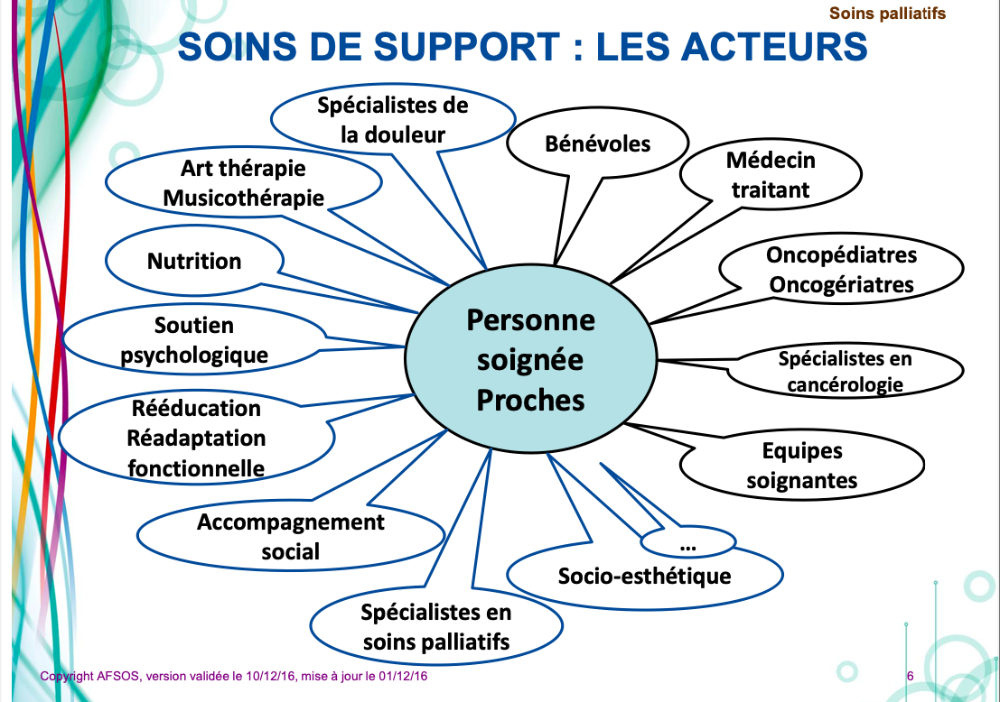 Soins palliatifs
SOINS DE SUPPORT : LES ACTEURS
Spécialistes de
la douleur
Bénévoles
Médecin
traitant
Art thérapie
Musicothérapie
Oncopédiatres
Oncogériatres
Nutrition
Personne
soignée
Proches
Soutien
psychologique
Spécialistes en
cancérologie
Rééducation
Réadaptation
fonctionnelle
Equipes
soignantes
Accompagnement
social
...
Socio-esthétique
Spécialistes en
soins palliatifs
Copyright AFSOS, version validée le 10/12/16, mise à jour le 01/12/16
6